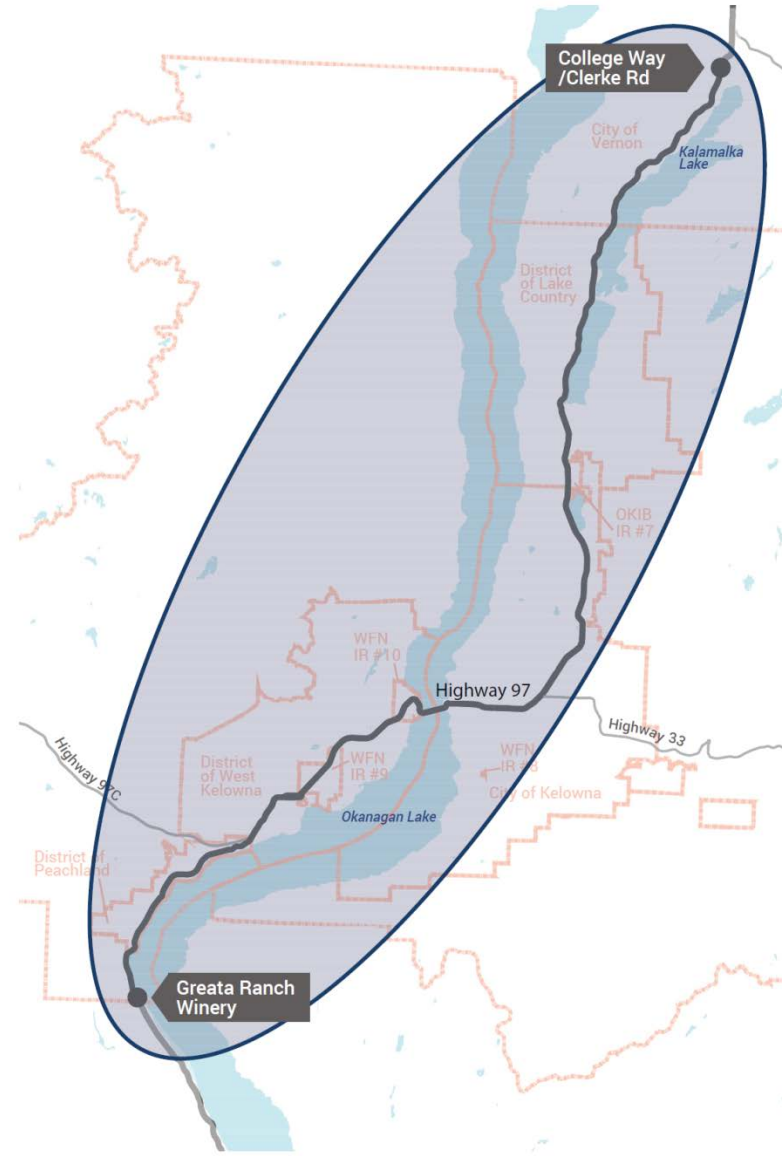 College Way
/Clerke Rd
City of
Vernon
Kalamalka
Lake
District
of Lake
Country
OKIB
IR #7
WFN
IR #10
Highway 97
Highway 33
Highway 97C
District
of West
Kelowna
WFN
IR #9
WFN
IR #8
City of Kelowna
Okanagan Lake
District of
Peachland
Greata Ranch
Winery